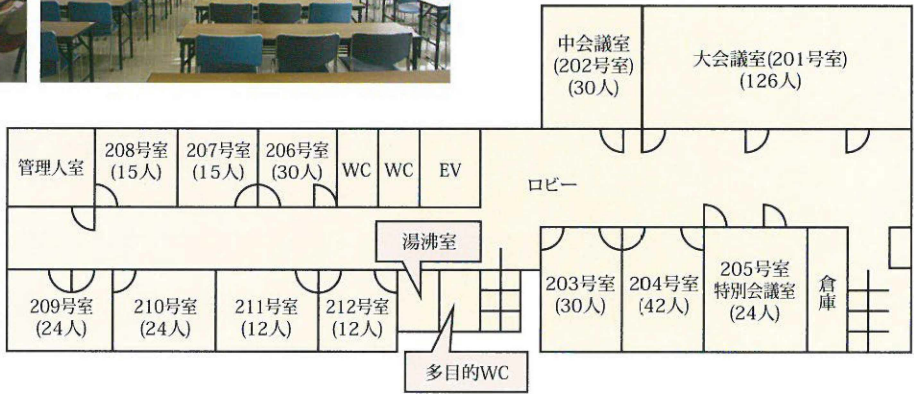 中会議室
(202号室)
(30人)
大会議室(201号室)
(126人)
管理人室
208号室
(15人)
207号室
(15人)
206号室
(30人)
WC
WC
EV
ロビー
湯沸室
209号室
(24人)
210号室
(24人)
211号室
(12人)
212号室
(12人)
203号室
(30人)
204号室
(42人)
205号室
特別会議室
(24人)
倉庫
多目的WC